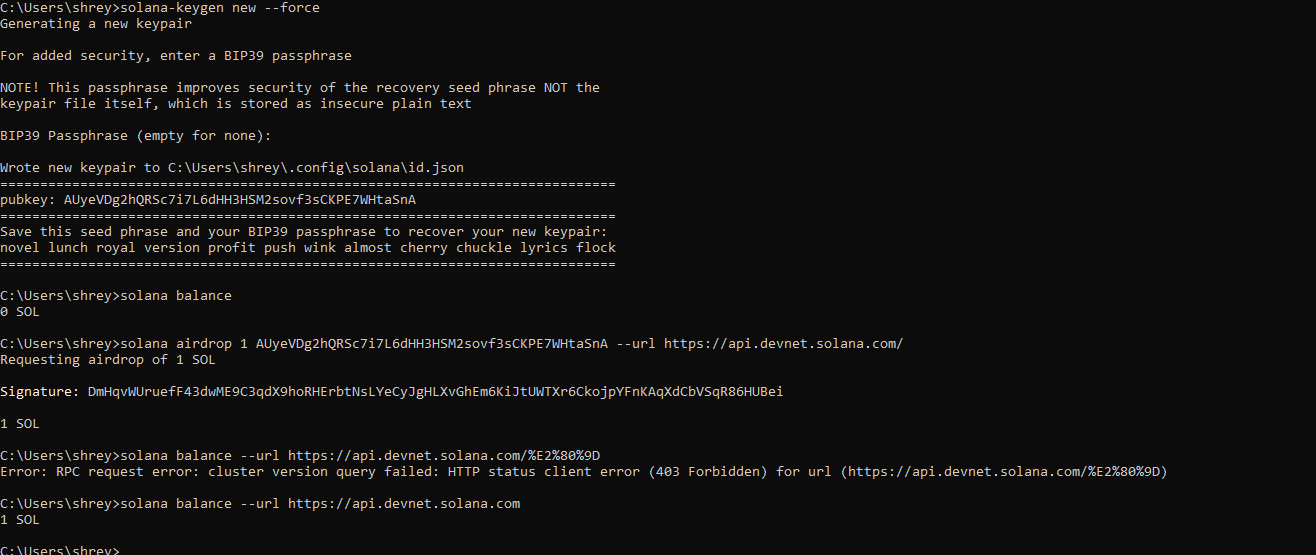 C:\Users\shrey>solana-keygen new --force
Generating a new keypair
For added security, enter a BIP39 passphrase
NOTE! This passphrase improves security of the recovery seed phrase NOT the
keypair file itself, which is stored as insecure plain text
BIP39 Passphrase (empty for none):
Wrote new keypair to C:\Users\shrey\.config\solana\id.json
=============================================================================
pubkey: AUyeVDg2hQRSc7i7L6dHH3HSM2sovf3sCKPE7WHtaSnA
=============================================================================
Save this seed phrase and your BIP39 passphrase to recover your new keypair:
novel lunch royal version profit push wink almost cherry chuckle lyrics flock
=============================================================================
C:\Users\shrey>solana balance
0 SOL
C:\Users\shrey>solana airdrop 1 AUyeVDg2hQRSc7i7L6dHH3HSM2sovf3sCKPE7WHtaSnA --url https://api.devnet.solana.com/
Requesting airdrop of 1 SOL
Signature: DmHqvWUruefF43dwME9C3qdX9hoRHErbtNsLYeCyJgHLXvGhEm6KiJtUWTXr6CkojpYFnKAqXdCbVSqR86HUBei
1 SOL
C:\Users\shrey>solana balance --url https://api.devnet.solana.com/%E2%80%9D
Error: RPC request error: cluster version query failed: HTTP status client error (403 Forbidden) for url (https://api.devnet.solana.com/%E2%80%9D)
C:\Users\shrey>solana balance --url https://api.devnet.solana.com
1 SOL
C:\Users\shrey>